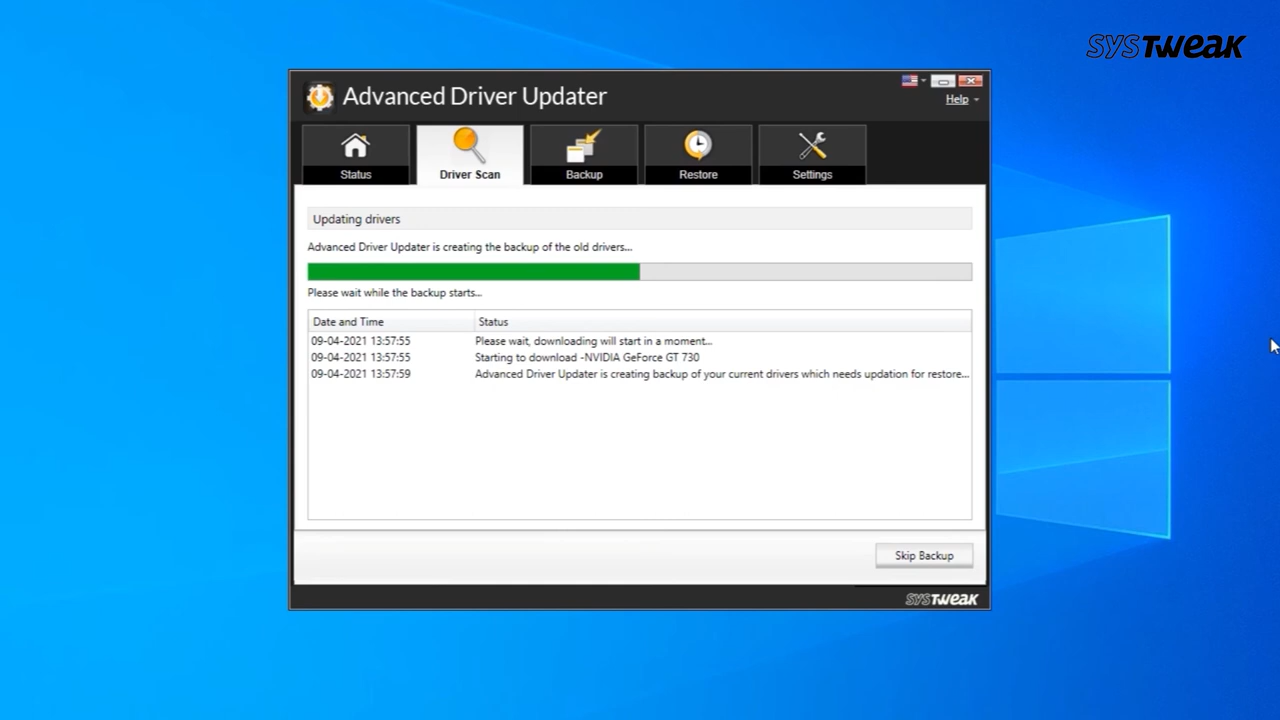 SYSTweak
Advanced Driver Updater
Help
Status
Driver Scan
Backup
Restore
Settings
Updating drivers
Advanced Driver Updater is creating the backup of the old drivers...
Please wait while the backup starts...
Date and Time Status
09-04-2021 13:57:55 Please wait, downloading will start in a moment...
09-04-2021 13:57:55 Starting to download -NVIDIA GeForce GT 730
09-04-2021 13:57:59 Advanced Driver Updater is creating backup of your current drivers which needs updation for restore...
Skip Backup
SYSTweak